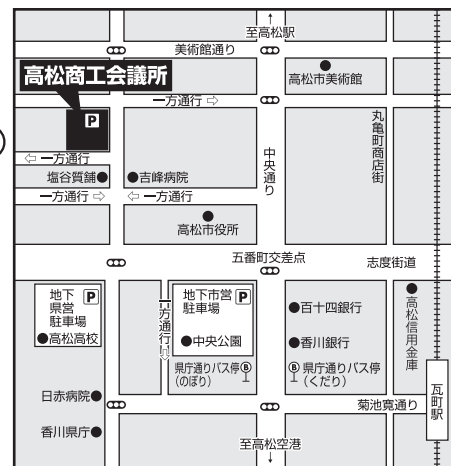 ↑
至高松駅
美術館通り
高松商工会議所
P
高松市美術館
一方通行 ⇨
丸亀町商店街
⇦ 一方通行
中央通り
塩谷質舗
吉峰病院
一方通行 ⇨
⇦ 一方通行
高松市役所
五番町交差点
志度街道
地下
県営
駐車場
P
高松高校
一方通行⇨
地下市営
駐車場
P
中央公園
百十四銀行
香川銀行
高松信用金庫
県庁通りバス停
(のぼり)
B
B
県庁通りバス停
(くだり)
瓦町駅
日赤病院
菊池寛通り
香川県庁
至高松空港
↓